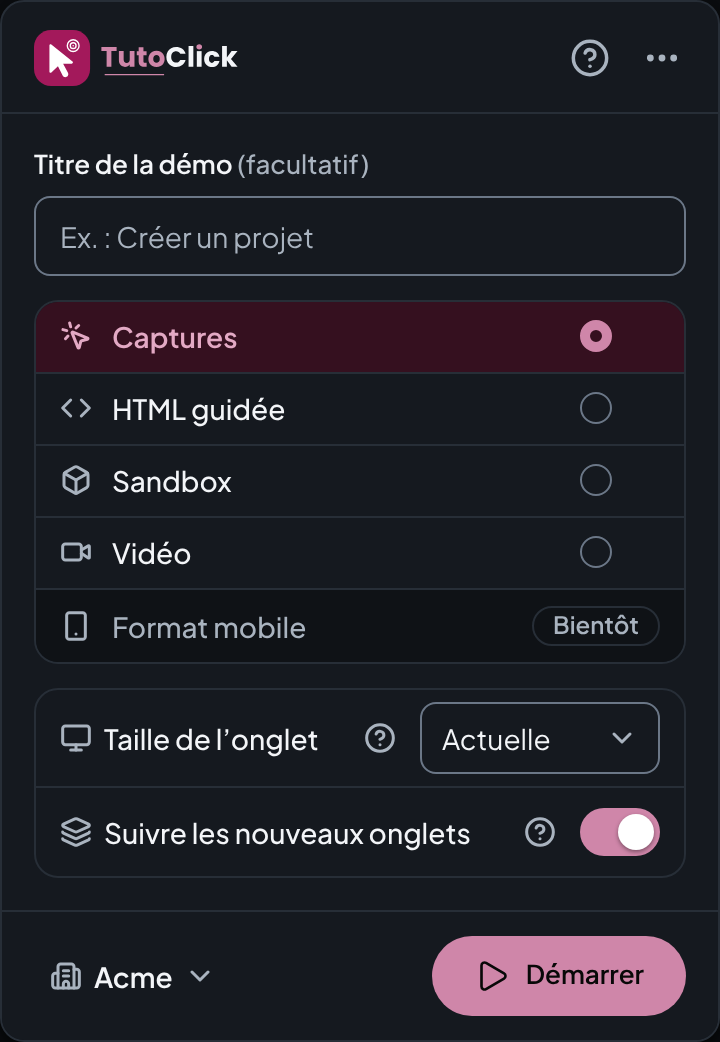 TutoClick
Titre de la démo (facultatif)
Ex. : Créer un projet
Captures
HTML guidée
Sandbox
Vidéo
Format mobile Bientôt
Taille de l’onglet Actuelle
Suivre les nouveaux onglets
Acme Démarrer